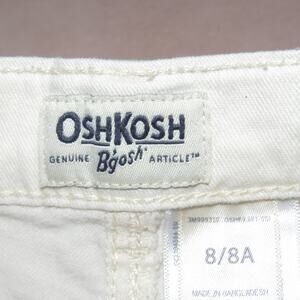 OSHKOSH
GENUINE B'gosh ARTICLE™
8/8A
MADE IN BANGLADESH